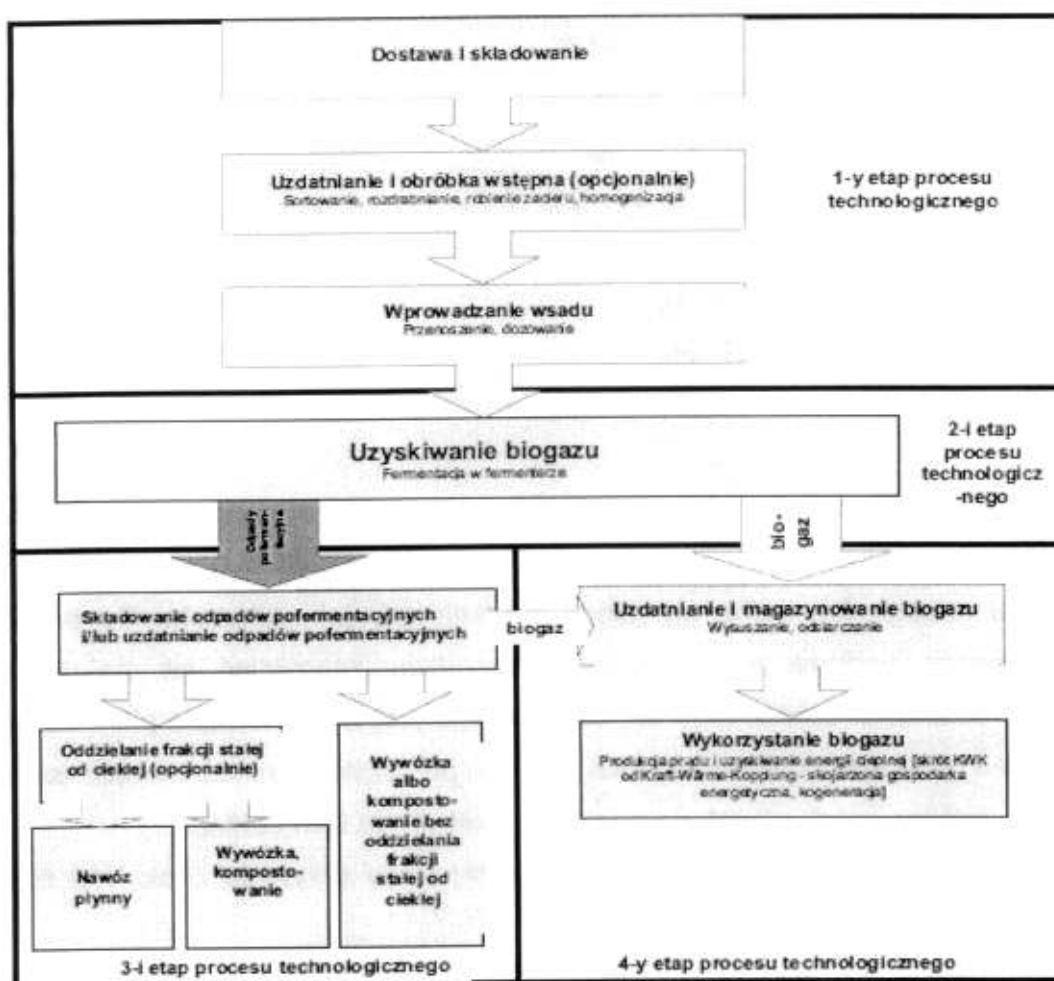 Dostawa i składowanie
Uzdatnianie i obróbka wstępna (opcjonalnie)
Sortowanie, rozdrabnianie, robienie zacieru, homogenizacja
1-y etap procesu
technologicznego
Wprowadzanie wsadu
Przenoszenie, dozowanie
Uzyskiwanie biogazu
Fermentacja w fermenterze
2-i etap
procesu
technologicz
-nego
Odpady
pofermen-
tacyjne
bio-
gaz
Składowanie odpadów pofermentacyjnych
i/lub uzdatnianie odpadów pofermentacyjnych
biogaz
Uzdatnianie i magazynowanie biogazu
Wysuszanie, odsiarczanie
Oddzielanie frakcji stałej
od ciekłej (opcjonalnie)
Wywózka
albo
komposto-
wanie bez
oddzielania
frakcji
stałej od
ciekłej
Wykorzystanie biogazu
Produkcja prądu i uzyskiwanie energii cieplnej [skrót KWK
od Kraft-Wärme-Kopplung - skojarzona gospodarka
energetyczna, kogeneracja]
Nawóz
płynny
Wywózka,
komposto-
wanie
3-i etap procesu technologicznego
4-y etap procesu technologicznego